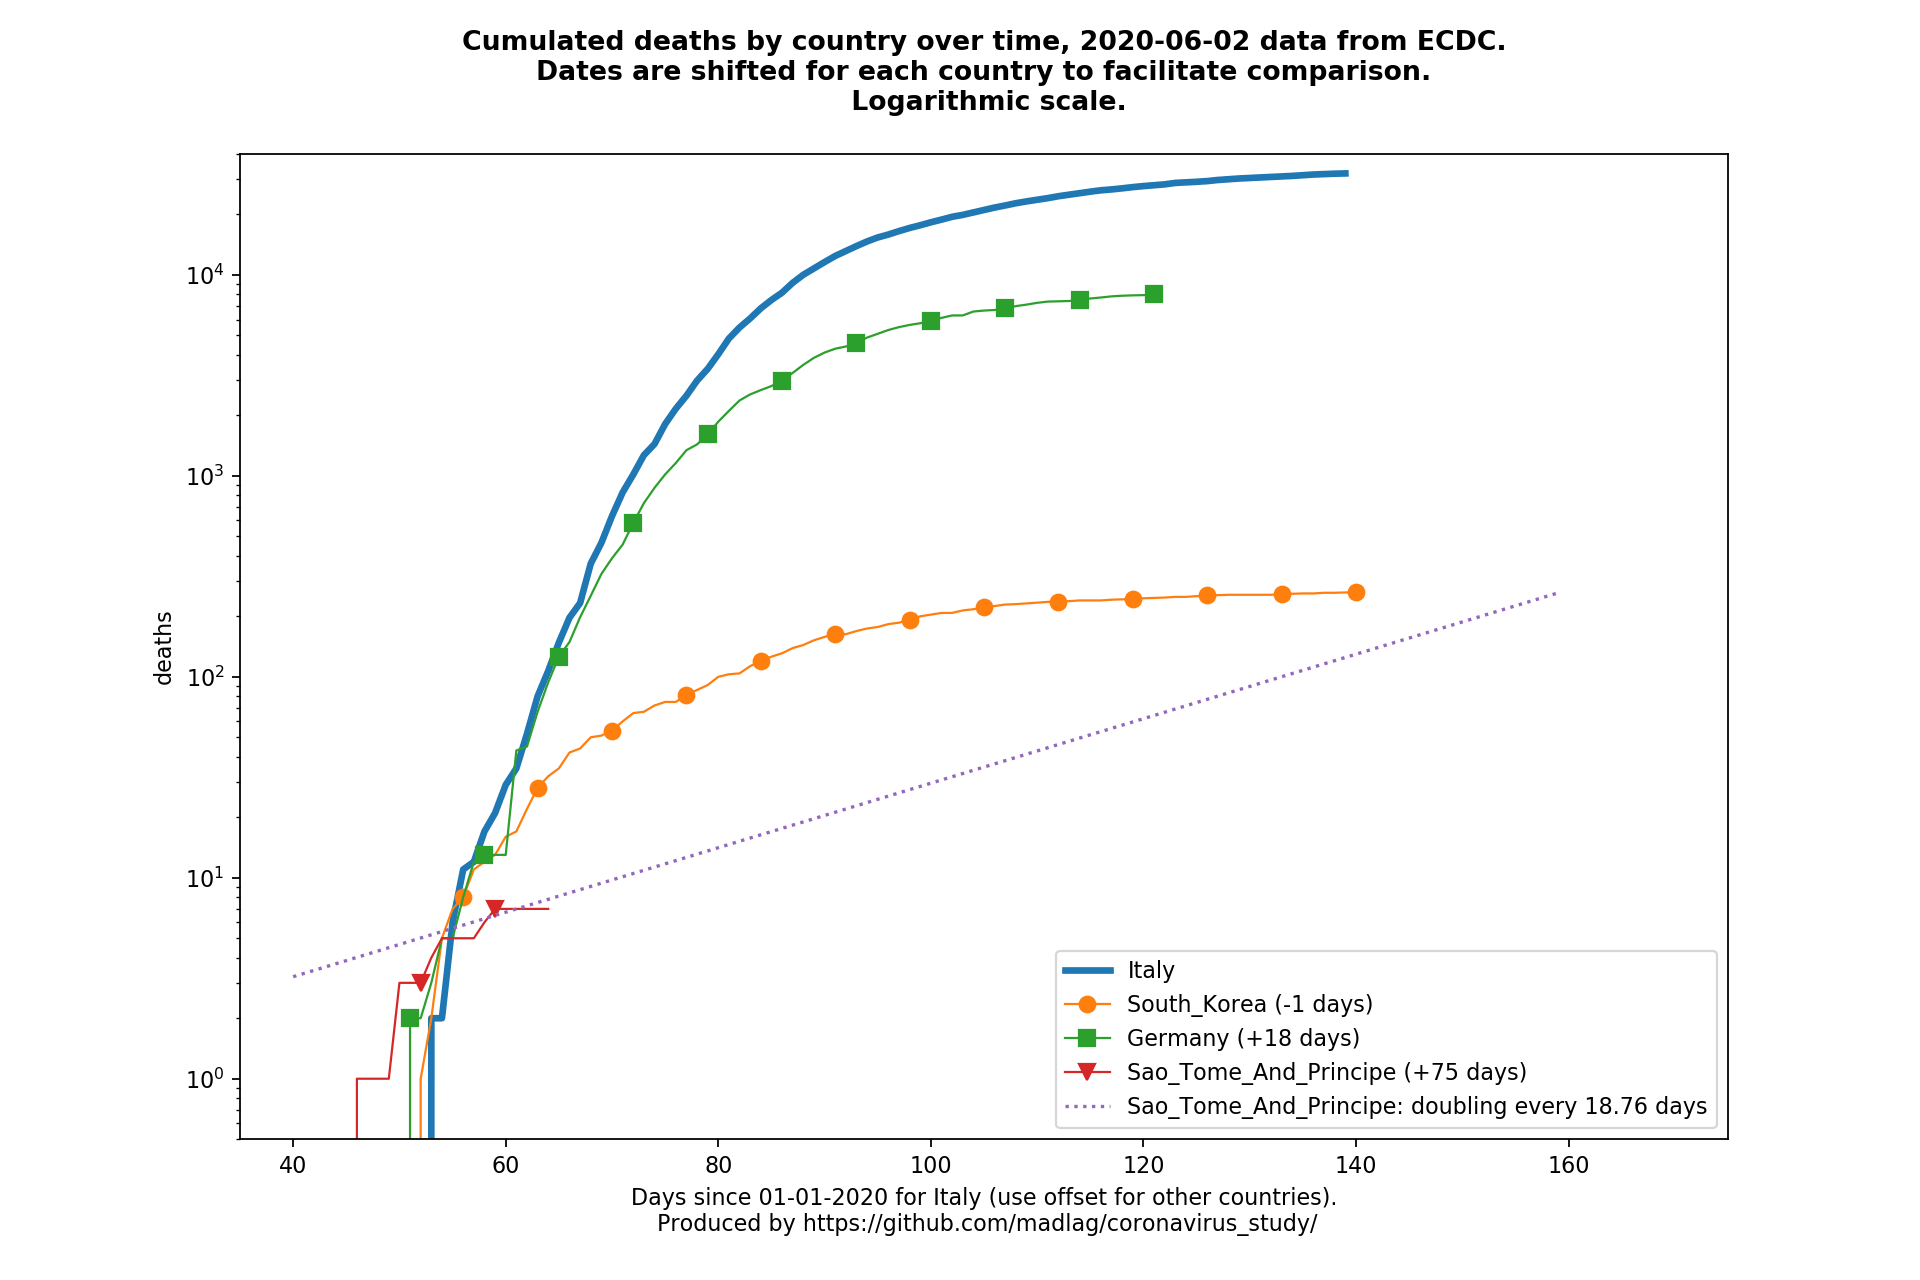 Cumulated deaths by country over time, 2020-06-02 data from ECDC.
Dates are shifted for each country to facilitate comparison.
Logarithmic scale.
10^4
10^3
10^2
10^1
10^0
deaths
Italy
South_Korea (-1 days)
Germany (+18 days)
Sao_Tome_And_Principe (+75 days)
Sao_Tome_And_Principe: doubling every 18.76 days
40 60 80 100 120 140 160
Days since 01-01-2020 for Italy (use offset for other countries).
Produced by https://github.com/madlag/coronavirus_study/